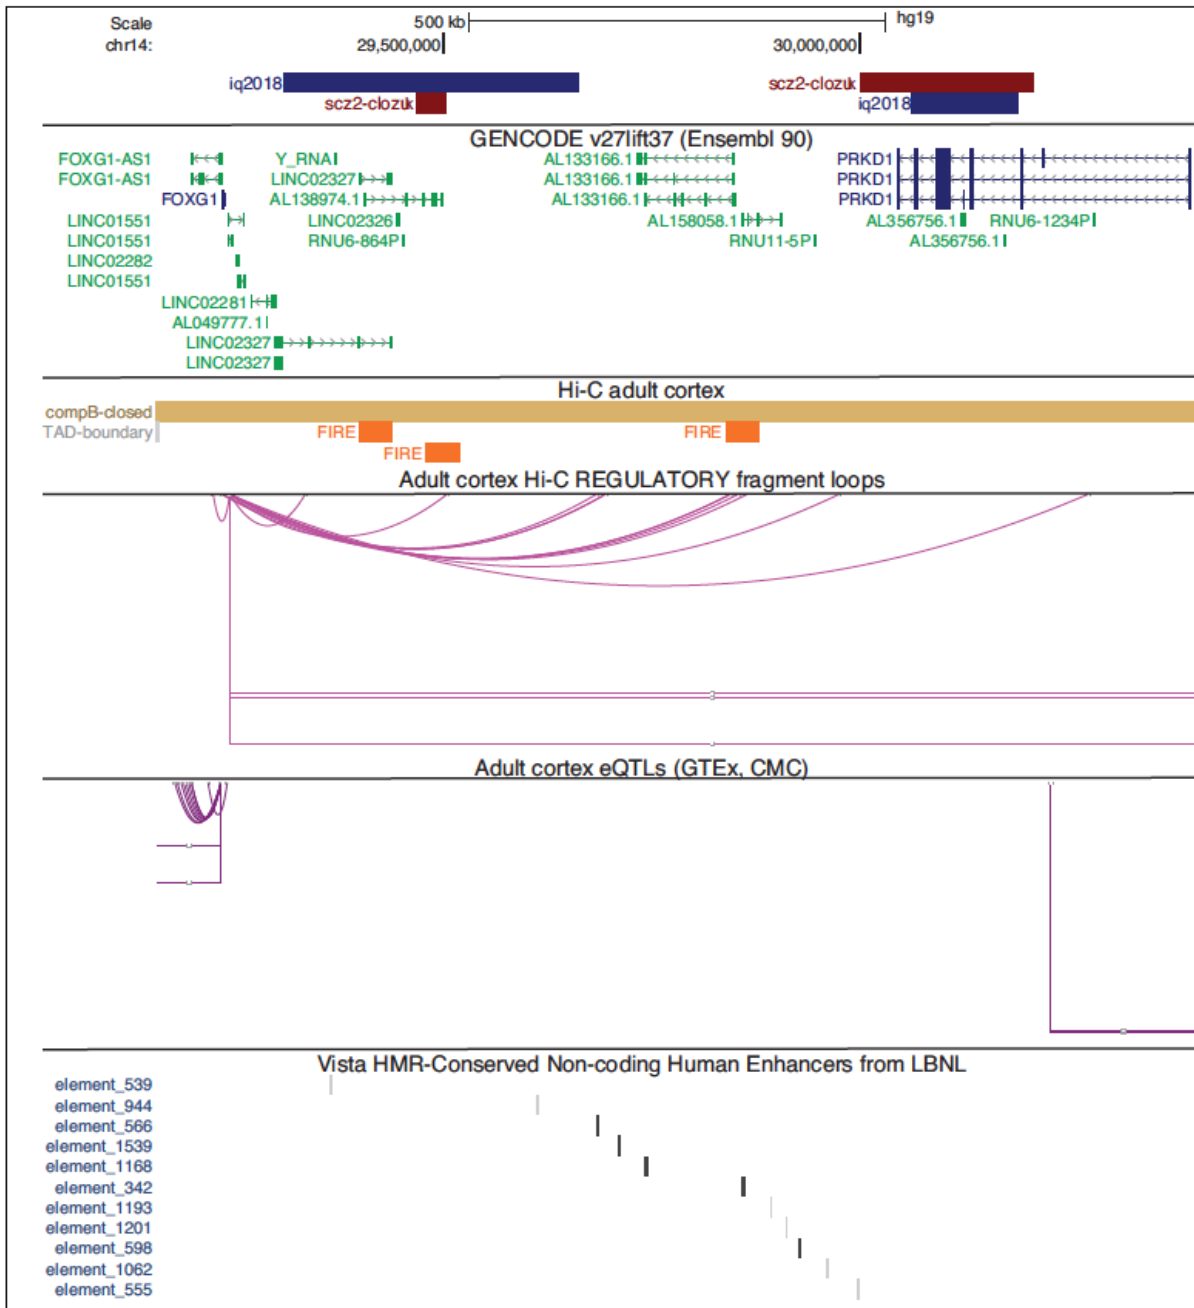 Scale 500 kb hg19
chr14: 29,500,000 30,000,000
iq2018 scz2-clozuk
scz2-clozuk iq2018
GENCODE v27lift37 (Ensembl 90)
FOXG1-AS1 Y_RNA AL133166.1 PRKD1
FOXG1-AS1 LINC02327 AL133166.1 PRKD1
FOXG1 AL138974.1 AL133166.1 PRKD1
LINC01551 LINC02326 AL158058.1 AL356756.1 RNU6-1234P
LINC01551 RNU6-864P RNU11-5P AL356756.1
LINC02282
LINC01551
LINC02281
AL049777.1
LINC02327
LINC02327
Hi-C adult cortex
compB-closed
TAD-boundary FIRE FIRE
FIRE
Adult cortex Hi-C REGULATORY fragment loops
Adult cortex eQTLs (GTEx, CMC)
Vista HMR-Conserved Non-coding Human Enhancers from LBNL
element_539
element_944
element_566
element_1539
element_1168
element_342
element_1193
element_1201
element_598
element_1062
element_555